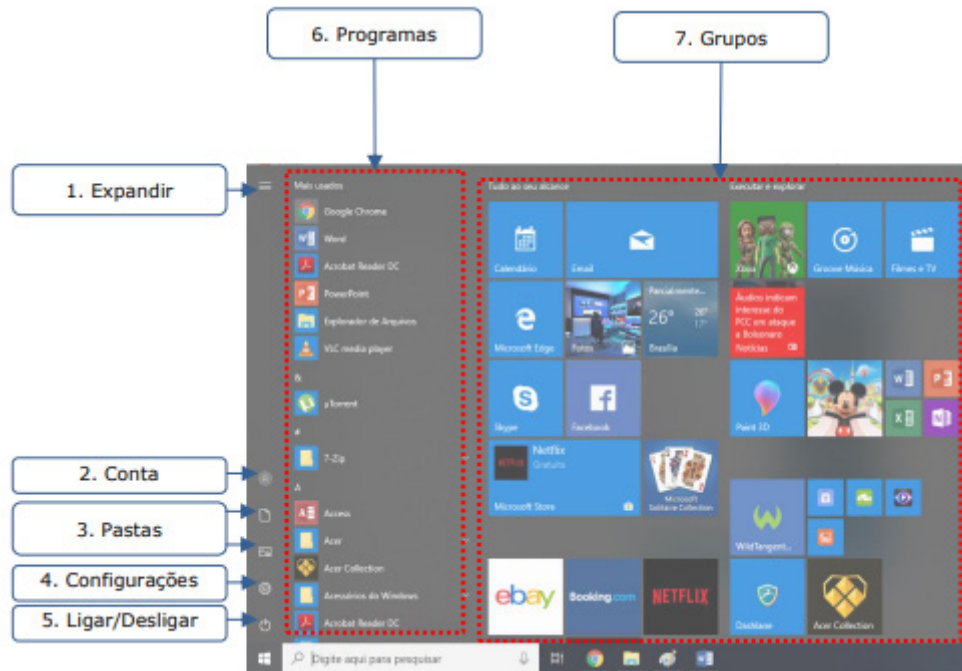 6. Programas
7. Grupos
1. Expandir
2. Conta
3. Pastas
4. Configurações
5. Ligar/Desligar
Mais usados
Google Chrome
Word
Acrobat Reader DC
PowerPoint
Explorador de Arquivos
VLC media player
&
µTorrent
#
7-Zip
A
Access
Acer
Acer Collection
Acessórios do Windows
Acrobat Reader DC
Tudo ao seu alcance
Calendário
Email
Microsoft Edge
Fotos
Parcialmente...
26° 26°
17°
Brasília
Skype
Facebook
NETFLIX
Netflix
Gratuito
Microsoft Store
Microsoft
Solitaire Collection
ebay
Booking.com
NETFLIX
Executar e explorar
Xbox
Groove Música
Filmes e TV
Áudios indicam
interesse do
PCC em ataque
a Bolsonaro
Notícias
Paint 3D
WildTangent...
Dashlane
Acer Collection
Digite aqui para pesquisar